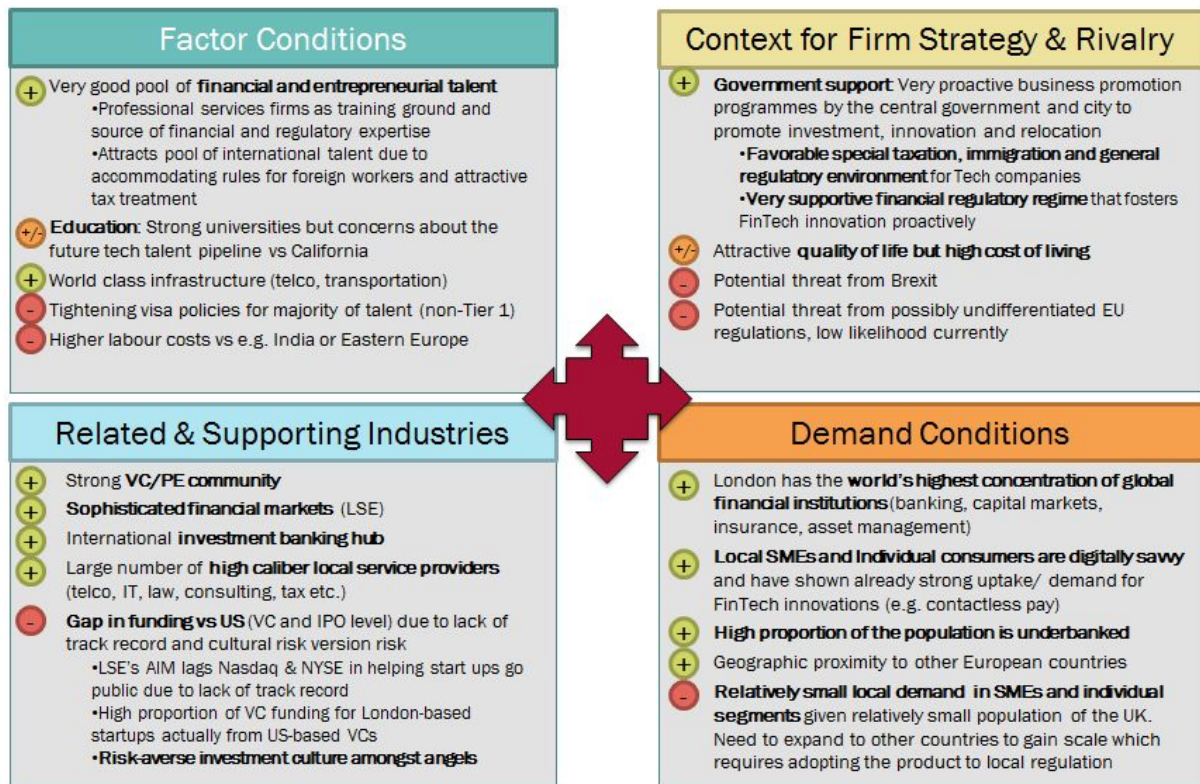 Factor Conditions
+ Very good pool of financial and entrepreneurial talent
•Professional services firms as training ground and
source of financial and regulatory expertise
•Attracts pool of international talent due to
accommodating rules for foreign workers and attractive
tax treatment
+/- Education: Strong universities but concerns about the
future tech talent pipeline vs California
+ World class infrastructure (telco, transportation)
- Tightening visa policies for majority of talent (non-Tier 1)
- Higher labour costs vs e.g. India or Eastern Europe
Context for Firm Strategy & Rivalry
+ Government support: Very proactive business promotion
programmes by the central government and city to
promote investment, innovation and relocation
•Favorable special taxation, immigration and general
regulatory environment for Tech companies
•Very supportive financial regulatory regime that fosters
FinTech innovation proactively
+/- Attractive quality of life but high cost of living
- Potential threat from Brexit
- Potential threat from possibly undifferentiated EU
regulations, low likelihood currently
Related & Supporting Industries
+ Strong VC/PE community
+ Sophisticated financial markets (LSE)
+ International investment banking hub
+ Large number of high caliber local service providers
(telco, IT, law, consulting, tax etc.)
- Gap in funding vs US (VC and IPO level) due to lack of
track record and cultural risk version risk
•LSE's AIM lags Nasdaq & NYSE in helping start ups go
public due to lack of track record
•High proportion of VC funding for London-based
startups actually from US-based VCs
•Risk-averse investment culture amongst angels
Demand Conditions
+ London has the world's highest concentration of global
financial institutions (banking, capital markets,
insurance, asset management)
+ Local SMEs and Individual consumers are digitally savvy
and have shown already strong uptake/ demand for
FinTech innovations (e.g. contactless pay)
+ High proportion of the population is underbanked
+ Geographic proximity to other European countries
- Relatively small local demand in SMEs and individual
segments given relatively small population of the UK.
Need to expand to other countries to gain scale which
requires adopting the product to local regulation